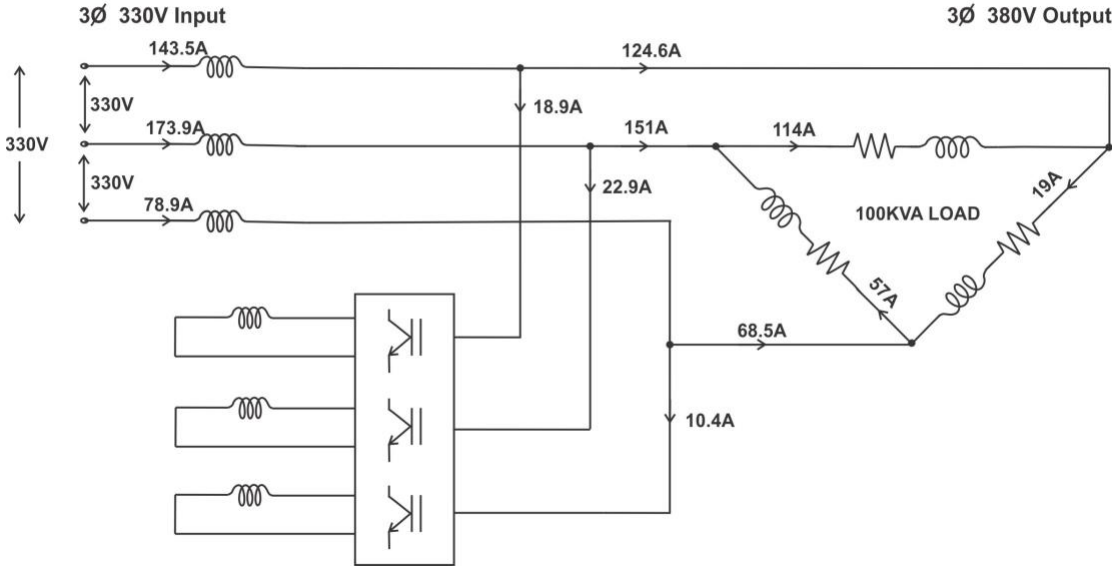 3Ø 330V Input
3Ø 380V Output
143.5A
124.6A
330V
18.9A
173.9A
151A
114A
330V
330V
22.9A
19A
78.9A
100KVA LOAD
57A
68.5A
10.4A